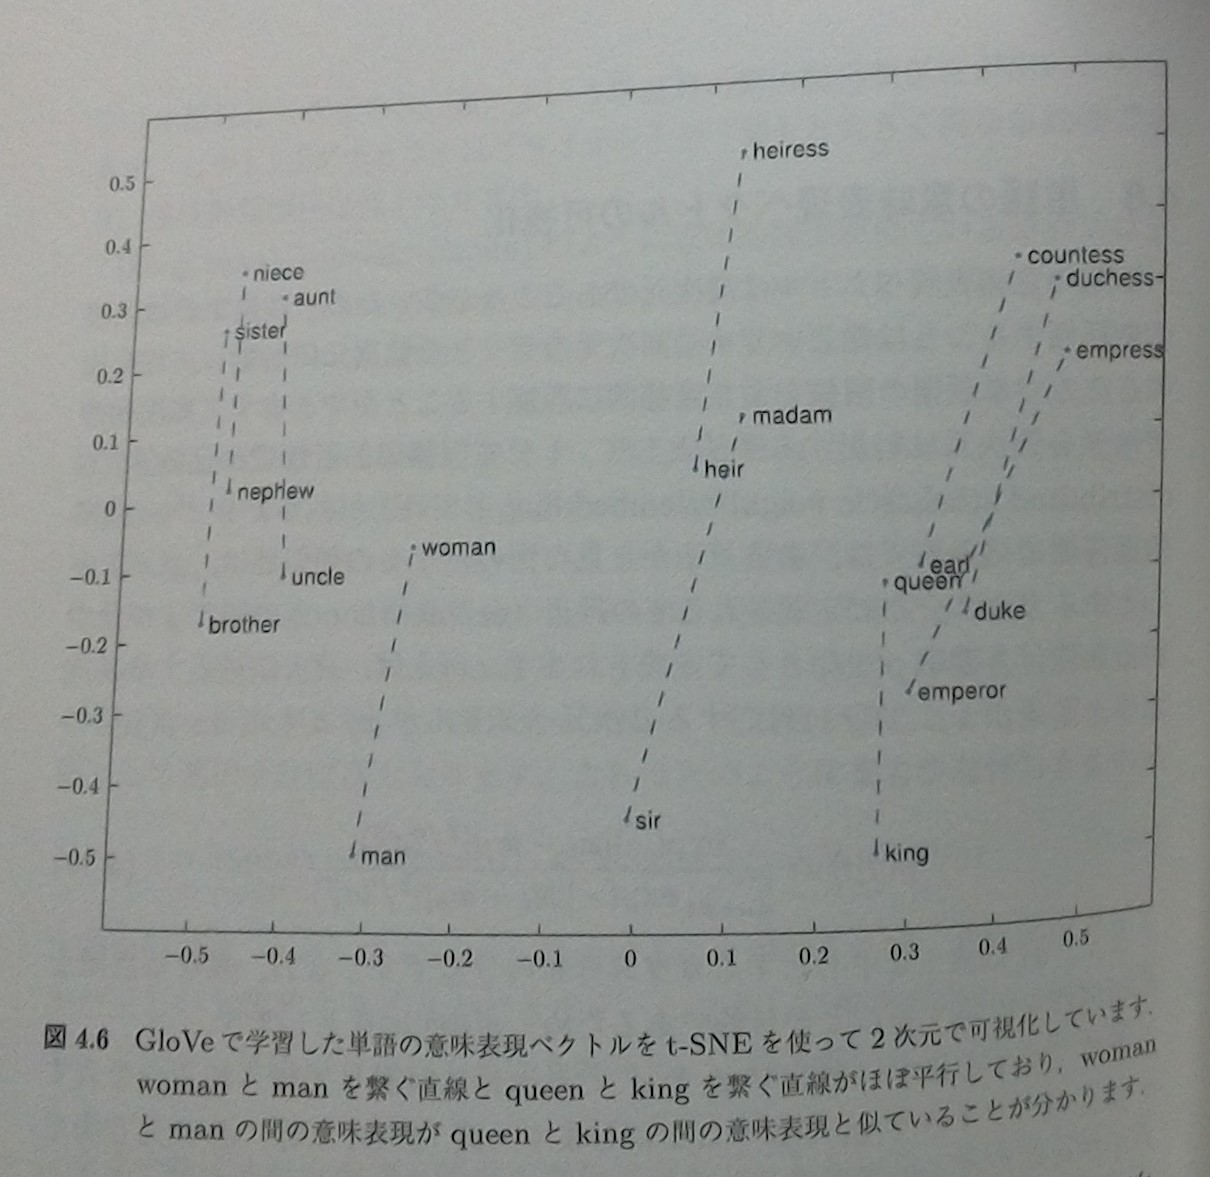 heiress
0.5
0.4
countess
niece
duchess
aunt
0.3
sister
empress
0.2
madam
0.1
heir
nephew
0
woman
earl
-0.1
uncle
queen
duke
brother
-0.2
emperor
-0.3
-0.4
sir
-0.5
man
king
-0.5 -0.4 -0.3 -0.2 -0.1 0 0.1 0.2 0.3 0.4 0.5
図 4.6 GloVe で学習した単語の意味表現ベクトルを t-SNE を使って 2 次元で可視化しています.
woman と man を繋ぐ直線と queen と king を繋ぐ直線がほぼ平行しており, woman
と man の間の意味表現が queen と king の間の意味表現と似ていることが分かります.